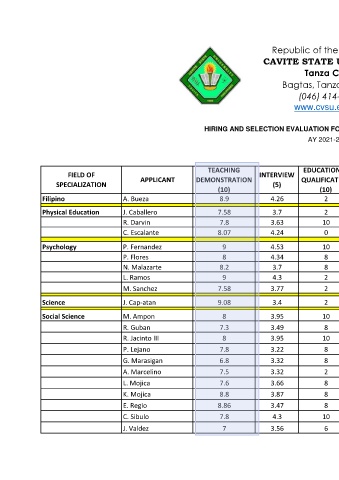 Republic of the
CAVITE STATE U
Tanza C
Bagtas, Tanza
(046) 414-
www.cvsu.e
HIRING AND SELECTION EVALUATION FO
AY 2021-2
FIELD OF SPECIALIZATION APPLICANT TEACHING DEMONSTRATION (10) INTERVIEW (5) EDUCATION QUALIFICAT (10)
Filipino A. Bueza 8.9 4.26 2
Physical Education J. Caballero 7.58 3.7 2
R. Darvin 7.8 3.63 10
C. Escalante 8.07 4.24 0
Psychology P. Fernandez 9 4.53 10
P. Flores 8 4.34 8
N. Malazarte 8.2 3.7 8
L. Ramos 9 4.3 2
M. Sanchez 7.58 3.77 2
Science J. Cap-atan 9.08 3.4 2
Social Science M. Ampon 8 3.95 10
R. Guban 7.3 3.49 8
R. Jacinto III 8 3.95 10
P. Lejano 7.8 3.22 8
G. Marasigan 6.8 3.32 8
A. Marcelino 7.5 3.32 2
L. Mojica 7.6 3.66 8
K. Mojica 8.8 3.87 8
E. Regio 8.86 3.47 8
C. Sibulo 7.8 4.3 10
J. Valdez 7 3.56 6